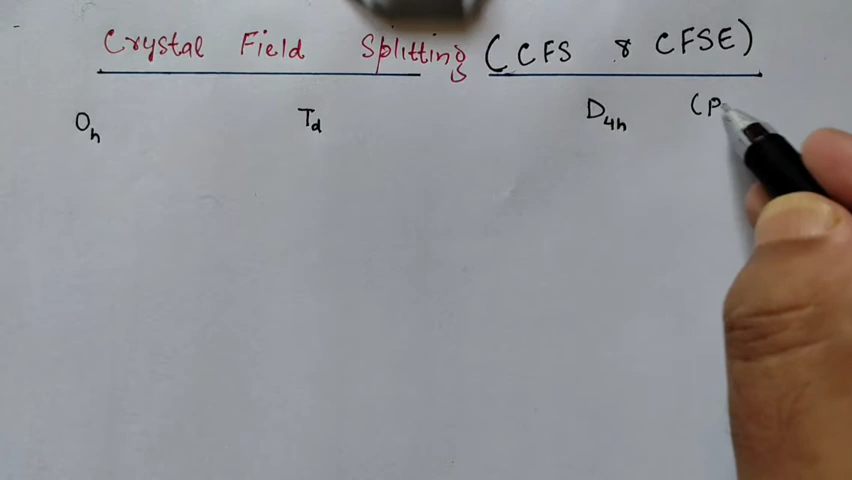 Crystal Field Splitting (CFS & CFSE)
Oh Td D4h (P